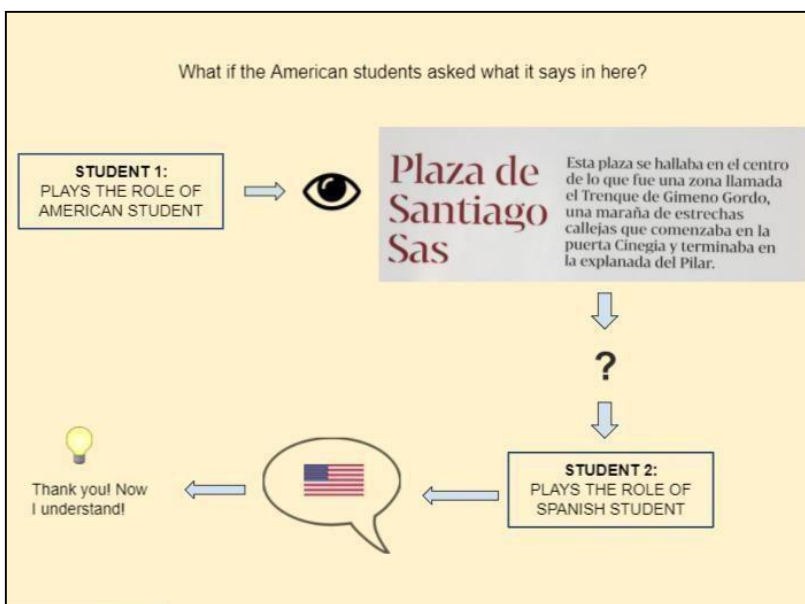 What if the American students asked what it says in here?
STUDENT 1:
PLAYS THE ROLE OF
AMERICAN STUDENT
Plaza de
Santiago
Sas
Esta plaza se hallaba en el centro
de lo que fue una zona llamada
el Trenque de Gimeno Gordo,
una maraña de estrechas
callejas que comenzaba en la
puerta Cinegia y terminaba en
la explanada del Pilar.
?
STUDENT 2:
PLAYS THE ROLE OF
SPANISH STUDENT
Thank you! Now
I understand!